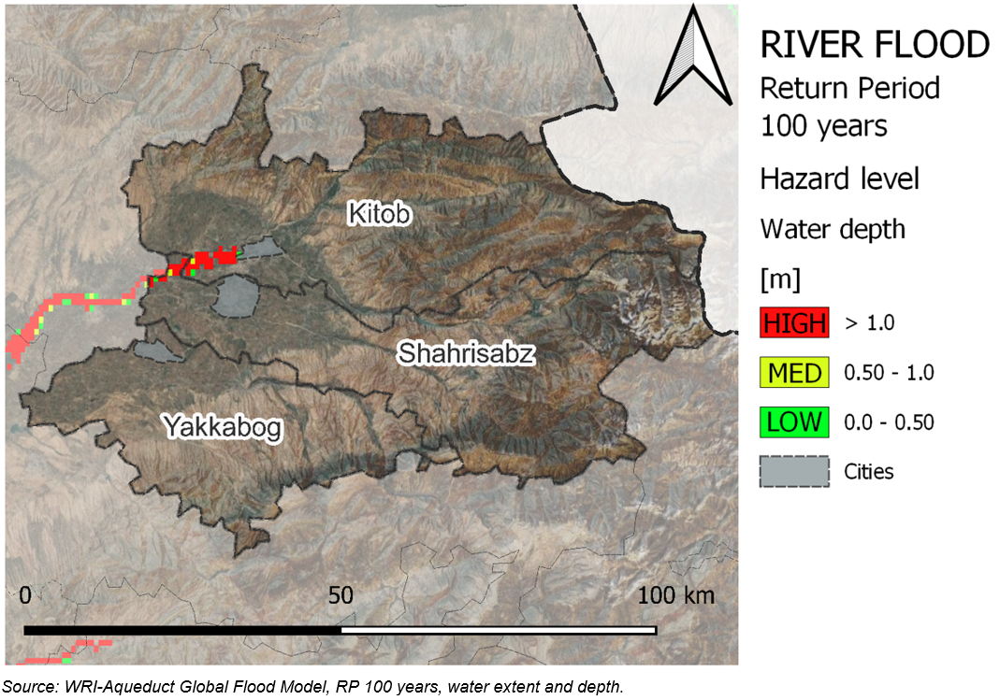 RIVER FLOOD
Return Period
100 years
Hazard level
Water depth
[m]
HIGH > 1.0
MED 0.50 - 1.0
LOW 0.0 - 0.50
Cities
Kitob
Shahrisabz
Yakkabog
0 50 100 km
Source: WRI-Aqueduct Global Flood Model, RP 100 years, water extent and depth.